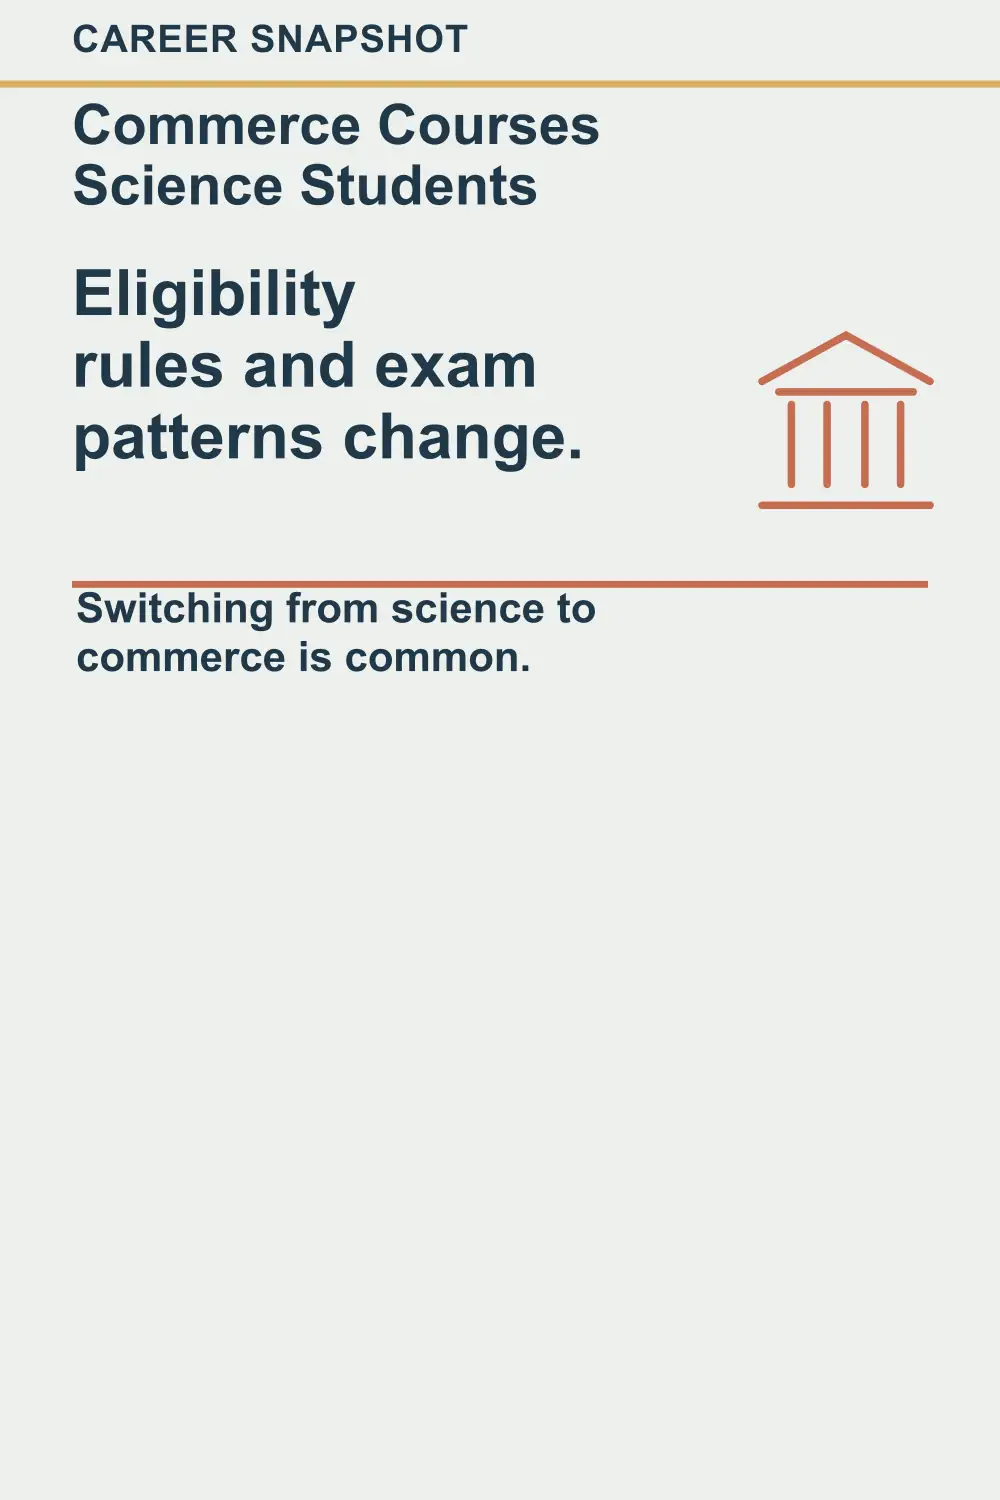 CAREER SNAPSHOT
Commerce Courses
Science Students
Eligibility
rules and exam
patterns change.
Switching from science to
commerce is common.